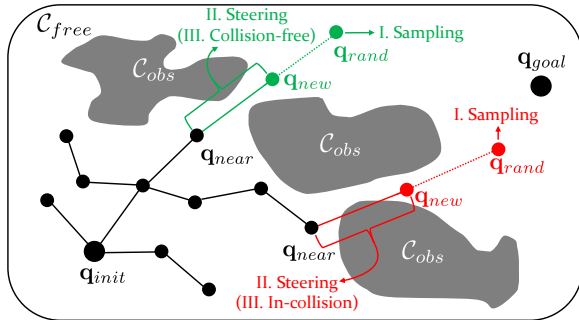 C_free
II. Steering
(III. Collision-free)
I. Sampling
q_rand
C_obs
q_new
q_goal
I. Sampling
q_near
C_obs
q_rand
q_new
q_near
C_obs
q_init
II. Steering
(III. In-collision)